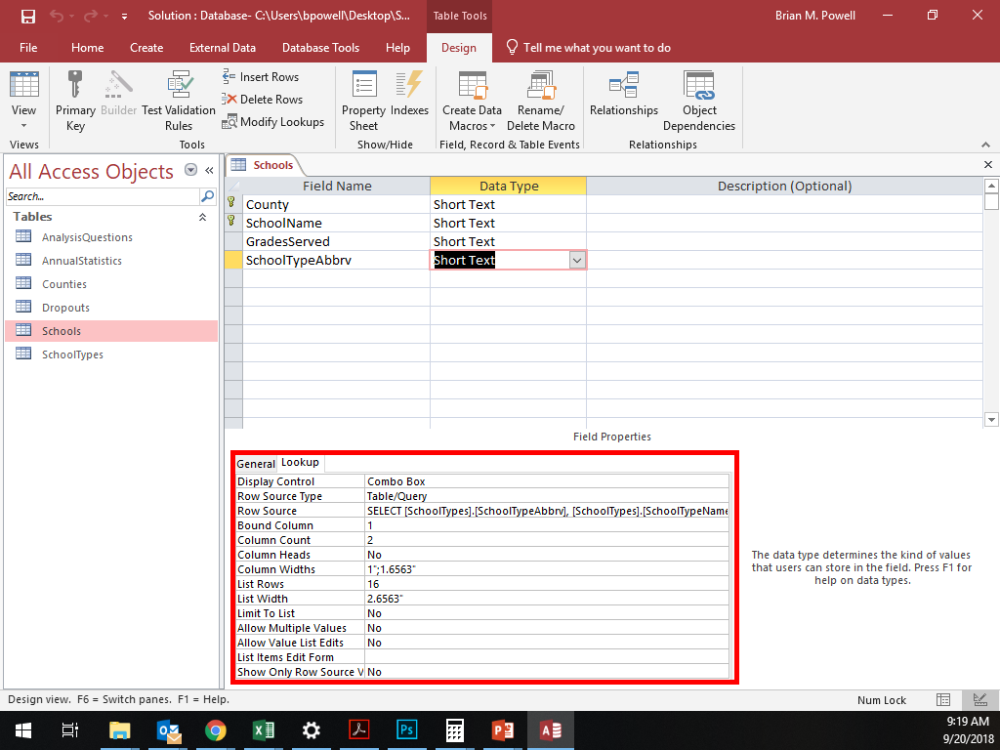 Solution : Database- C:\Users\bpowell\Desktop\S...
Table Tools
Brian M. Powell
File
Home
Create
External Data
Database Tools
Help
Design
Tell me what you want to do
View
Primary Key
Builder
Test Validation Rules
Insert Rows
Delete Rows
Modify Lookups
Property Sheet
Indexes
Create Data Macros
Rename/ Delete Macro
Relationships
Object Dependencies
Views
Tools
Show/Hide
Field, Record & Table Events
Relationships
All Access Objects
Search...
Tables
AnalysisQuestions
AnnualStatistics
Counties
Dropouts
Schools
SchoolTypes
Schools
Field Name Data Type Description (Optional)
County Short Text
SchoolName Short Text
GradesServed Short Text
SchoolTypeAbbrv Short Text
Field Properties
General Lookup
Display Control Combo Box
Row Source Type Table/Query
Row Source SELECT [SchoolTypes].[SchoolTypeAbbrv], [SchoolTypes].[SchoolTypeName
Bound Column 1
Column Count 2
Column Heads No
Column Widths 1";1.6563"
List Rows 16
List Width 2.6563"
Limit To List No
Allow Multiple Values No
Allow Value List Edits No
List Items Edit Form
Show Only Row Source V No
The data type determines the kind of values
that users can store in the field. Press F1 for
help on data types.
Design view. F6 = Switch panes. F1 = Help.
Num Lock
9:19 AM
9/20/2018